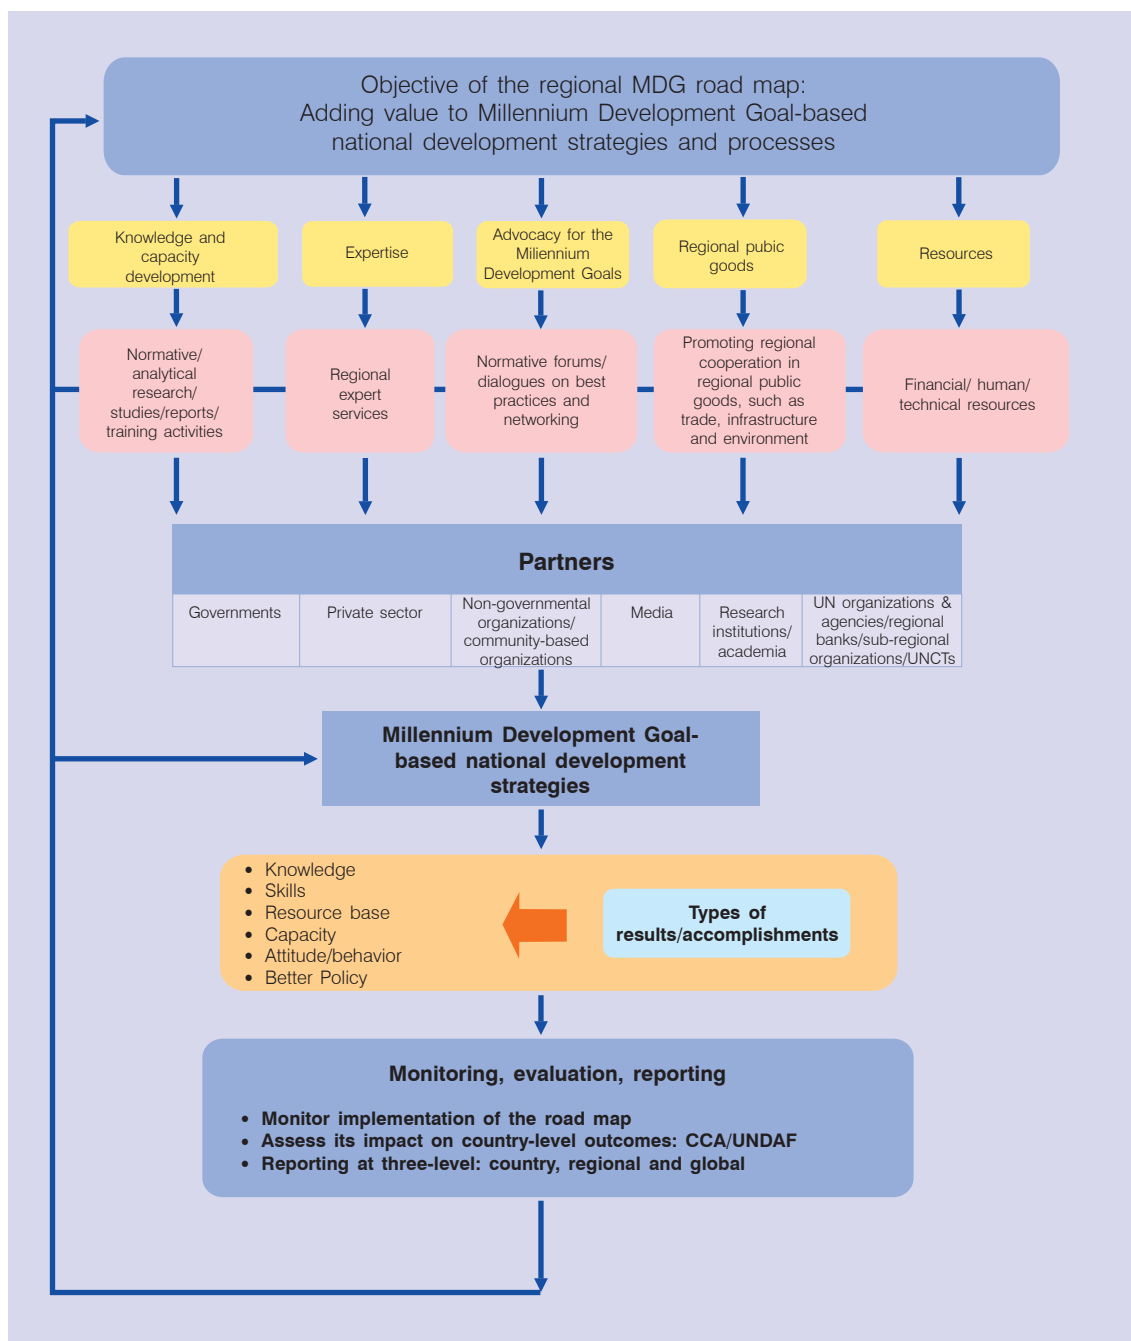 Objective of the regional MDG road map:
Adding value to Millennium Development Goal-based
national development strategies and processes
Knowledge and
capacity
development
Expertise
Advocacy for the
Miliennium
Development Goals
Regional pubic
goods
Resources
Normative/
analytical
research/
studies/reports/
training activities
Regional
expert
services
Normative forums/
dialogues on best
practices and
networking
Promoting regional
cooperation in
regional public
goods, such as
trade, infrastructure
and environment
Financial/ human/
technical resources
Partners
Governments
Private sector
Non-governmental
organizations/
community-based
organizations
Media
Research
institutions/
academia
UN organizations &
agencies/regional
banks/sub-regional
organizations/UNCTs
Millennium Development Goal-
based national development
strategies
• Knowledge
• Skills
• Resource base
• Capacity
• Attitude/behavior
• Better Policy
Types of
results/accomplishments
Monitoring, evaluation, reporting
• Monitor implementation of the road map
• Assess its impact on country-level outcomes: CCA/UNDAF
• Reporting at three-level: country, regional and global